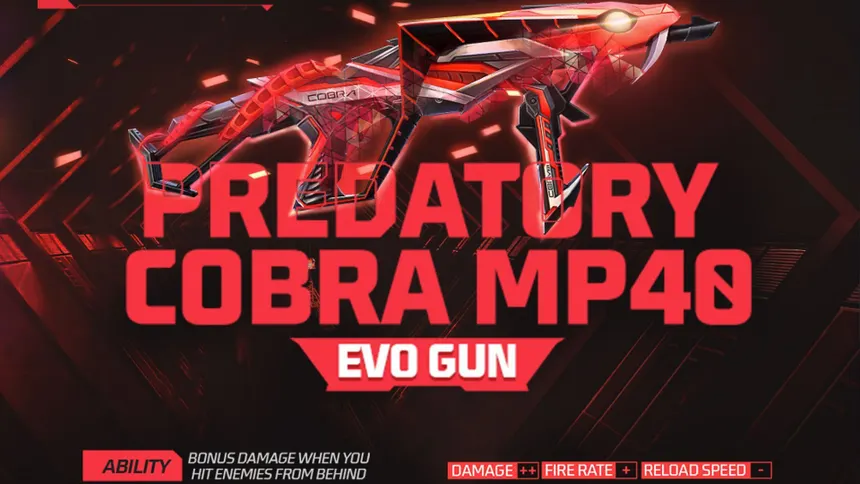 COBRA
PREDATORY
COBRA MP40
EVO GUN
ABILITY
BONUS DAMAGE WHEN YOU
HIT ENEMIES FROM BEHIND
DAMAGE ++ FIRE RATE + RELOAD SPEED -